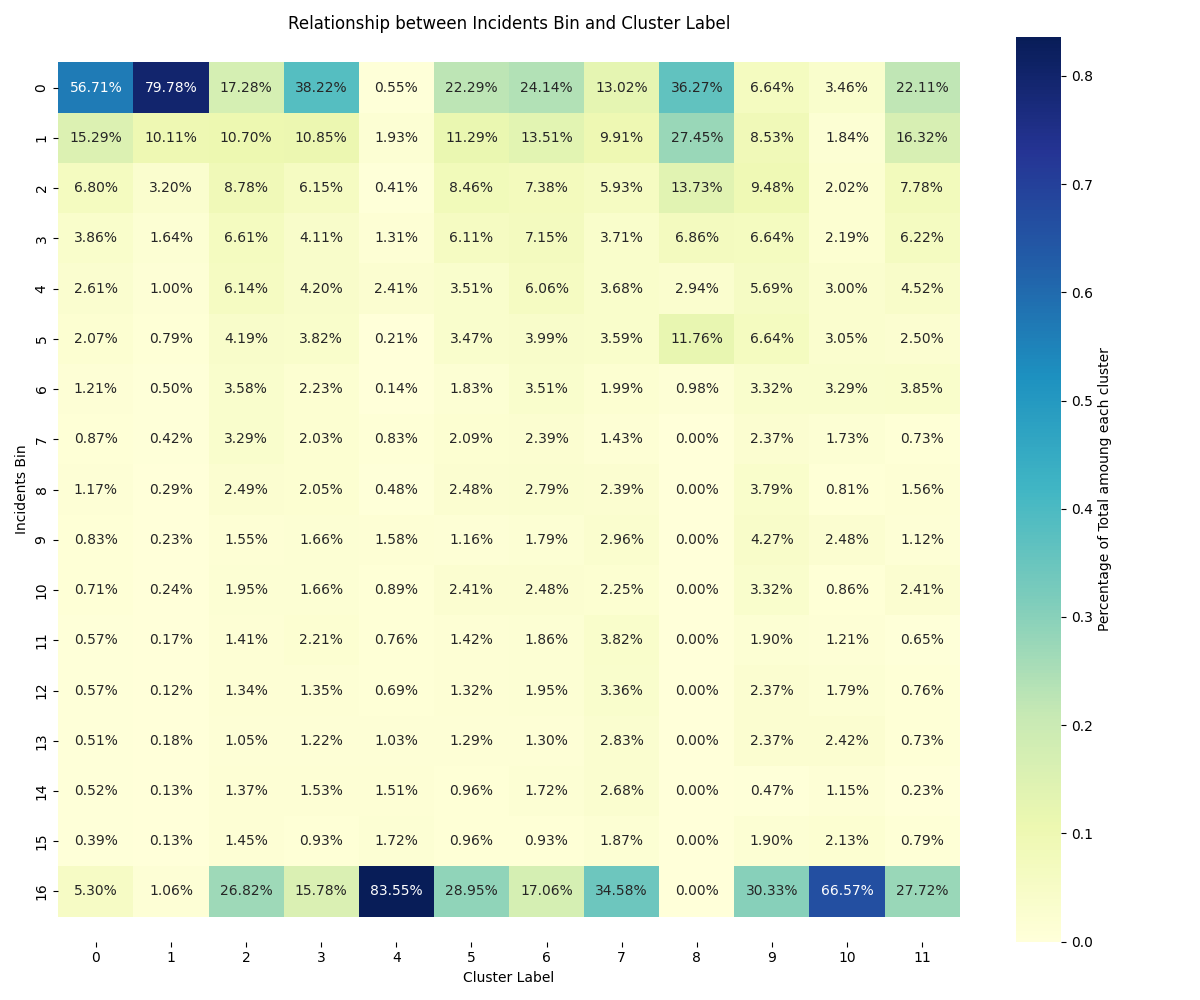 Relationship between Incidents Bin and Cluster Label
0 56.71% 79.78% 17.28% 38.22% 0.55% 22.29% 24.14% 13.02% 36.27% 6.64% 3.46% 22.11%
1 15.29% 10.11% 10.70% 10.85% 1.93% 11.29% 13.51% 9.91% 27.45% 8.53% 1.84% 16.32%
2 6.80% 3.20% 8.78% 6.15% 0.41% 8.46% 7.38% 5.93% 13.73% 9.48% 2.02% 7.78%
3 3.86% 1.64% 6.61% 4.11% 1.31% 6.11% 7.15% 3.71% 6.86% 6.64% 2.19% 6.22%
4 2.61% 1.00% 6.14% 4.20% 2.41% 3.51% 6.06% 3.68% 2.94% 5.69% 3.00% 4.52%
5 2.07% 0.79% 4.19% 3.82% 0.21% 3.47% 3.99% 3.59% 11.76% 6.64% 3.05% 2.50%
6 1.21% 0.50% 3.58% 2.23% 0.14% 1.83% 3.51% 1.99% 0.98% 3.32% 3.29% 3.85%
7 0.87% 0.42% 3.29% 2.03% 0.83% 2.09% 2.39% 1.43% 0.00% 2.37% 1.73% 0.73%
8 1.17% 0.29% 2.49% 2.05% 0.48% 2.48% 2.79% 2.39% 0.00% 3.79% 0.81% 1.56%
9 0.83% 0.23% 1.55% 1.66% 1.58% 1.16% 1.79% 2.96% 0.00% 4.27% 2.48% 1.12%
10 0.71% 0.24% 1.95% 1.66% 0.89% 2.41% 2.48% 2.25% 0.00% 3.32% 0.86% 2.41%
11 0.57% 0.17% 1.41% 2.21% 0.76% 1.42% 1.86% 3.82% 0.00% 1.90% 1.21% 0.65%
12 0.57% 0.12% 1.34% 1.35% 0.69% 1.32% 1.95% 3.36% 0.00% 2.37% 1.79% 0.76%
13 0.51% 0.18% 1.05% 1.22% 1.03% 1.29% 1.30% 2.83% 0.00% 2.37% 2.42% 0.73%
14 0.52% 0.13% 1.37% 1.53% 1.51% 0.96% 1.72% 2.68% 0.00% 0.47% 1.15% 0.23%
15 0.39% 0.13% 1.45% 0.93% 1.72% 0.96% 0.93% 1.87% 0.00% 1.90% 2.13% 0.79%
16 5.30% 1.06% 26.82% 15.78% 83.55% 28.95% 17.06% 34.58% 0.00% 30.33% 66.57% 27.72%
0 1 2 3 4 5 6 7 8 9 10 11
Cluster Label
Incidents Bin
0.8
0.7
0.6
0.5
0.4
0.3
0.2
0.1
0.0
Percentage of Total amoung each cluster